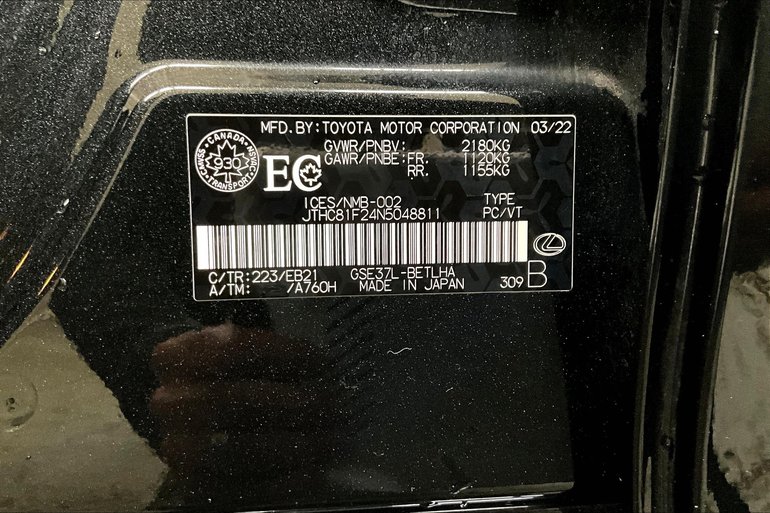 MFD.BY:TOYOTA MOTOR CORPORATION 03/22
GVWR/PNBV: 2180KG
GAWR/PNBE:FR. 1120KG
RR. 1155KG
CANADA
CMVSS 930 NSVAC
TRANSPORT
EC
ICES/NMB-002 TYPE
JTHC81F24N5048811 PC/VT
C/TR:223/EB21 GSE37L-BETLHA
A/TM: /A760H MADE IN JAPAN 309 B